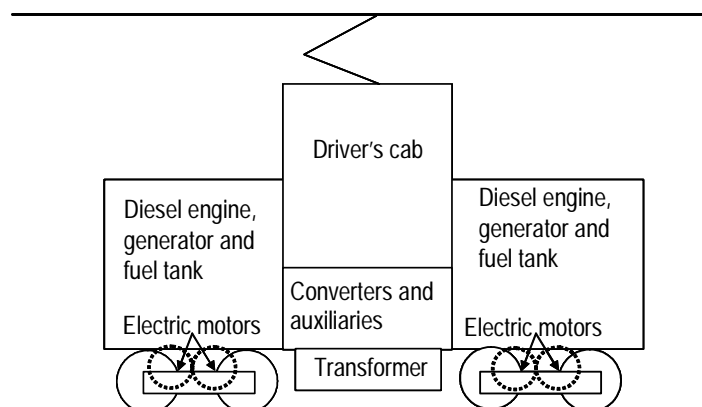 Driver's cab
Diesel engine,
generator and
fuel tank
Electric motors
Converters and
auxiliaries
Transformer
Diesel engine,
generator and
fuel tank
Electric motors